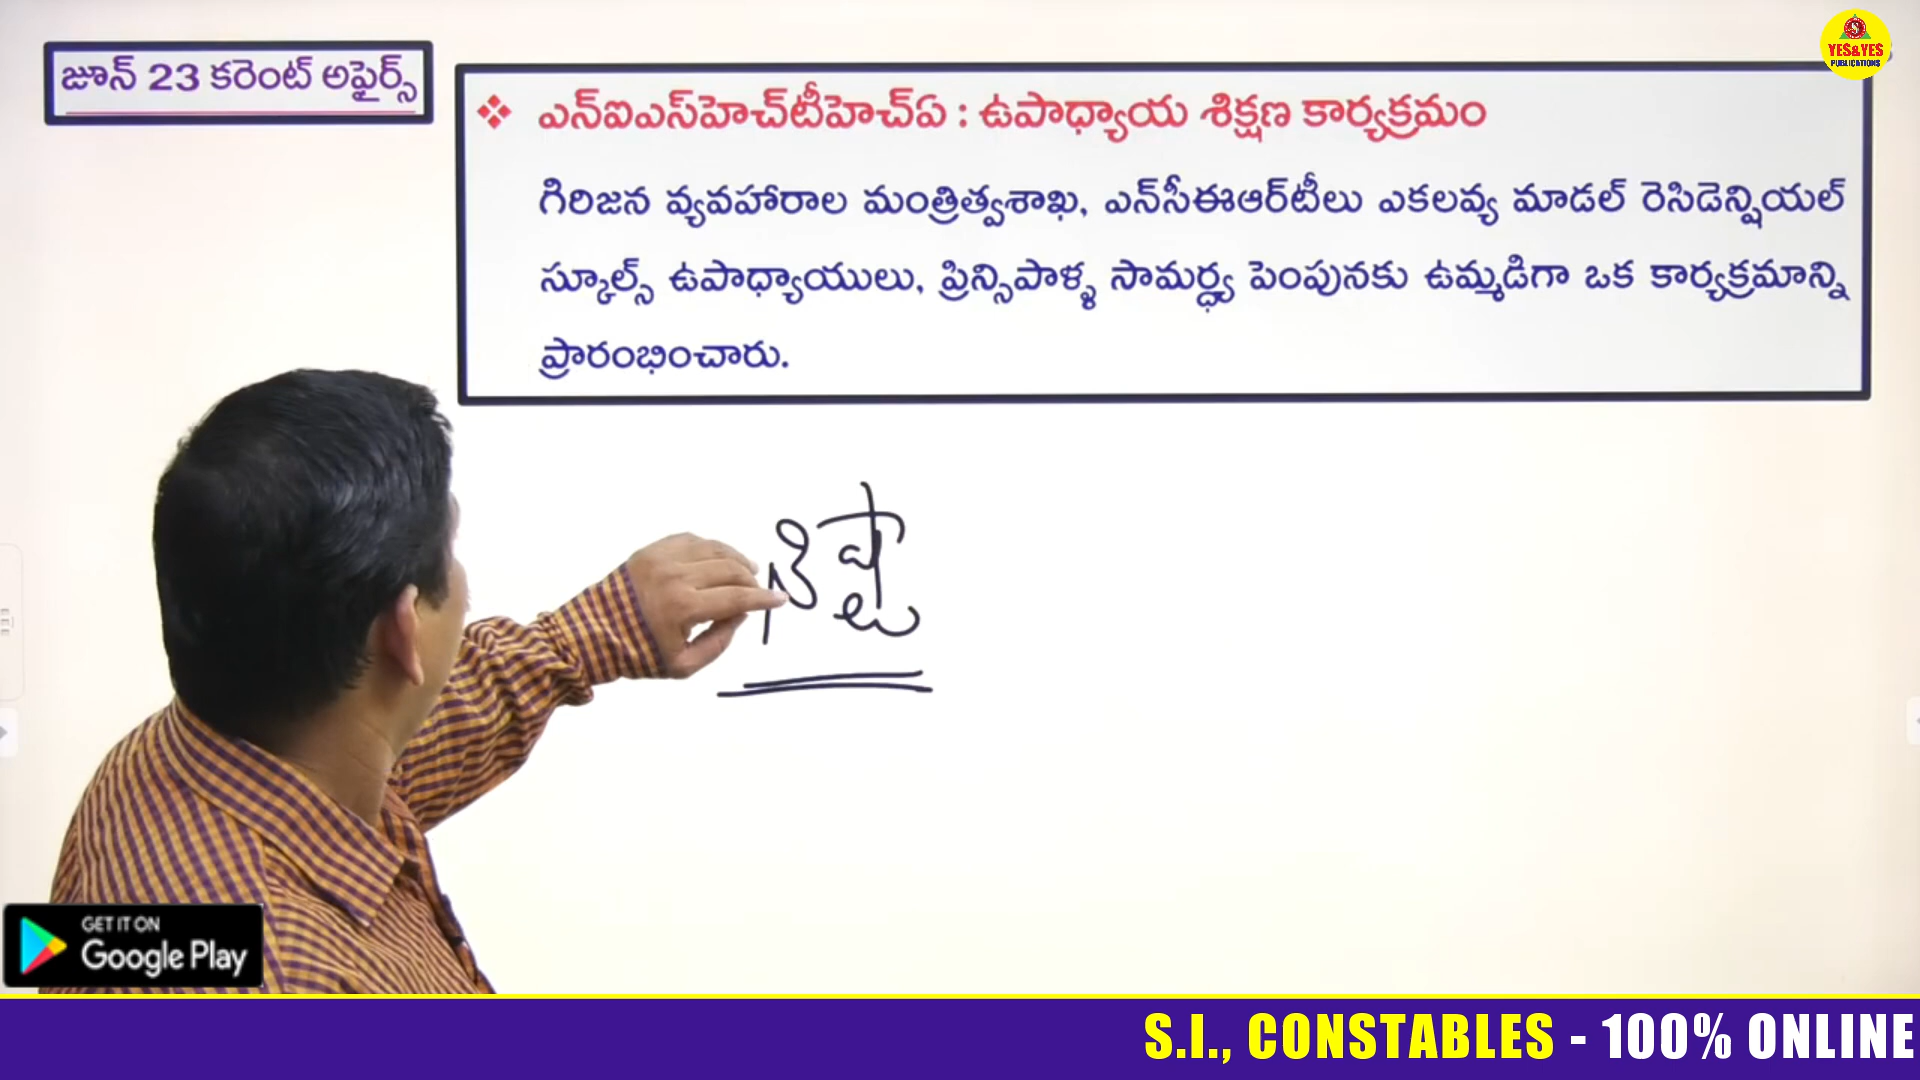 జూన్ 23 కరెంట్ అఫైర్స్
YES&YES
PUBLICATIONS
❖ ఎన్ఐఎస్‌హెచ్‌టీహెచ్ఏ : ఉపాధ్యాయ శిక్షణ కార్యక్రమం
గిరిజన వ్యవహారాల మంత్రిత్వశాఖ, ఎన్‌సీఈఆర్‌టీలు ఎకలవ్య మాడల్ రెసిడెన్షియల్
స్కూల్స్ ఉపాధ్యాయులు, ప్రిన్సిపాళ్ళ సామర్థ్య పెంపునకు ఉమ్మడిగా ఒక కార్యక్రమాన్ని
ప్రారంభించారు.
GET IT ON
Google Play
S.I., CONSTABLES - 100% ONLINE